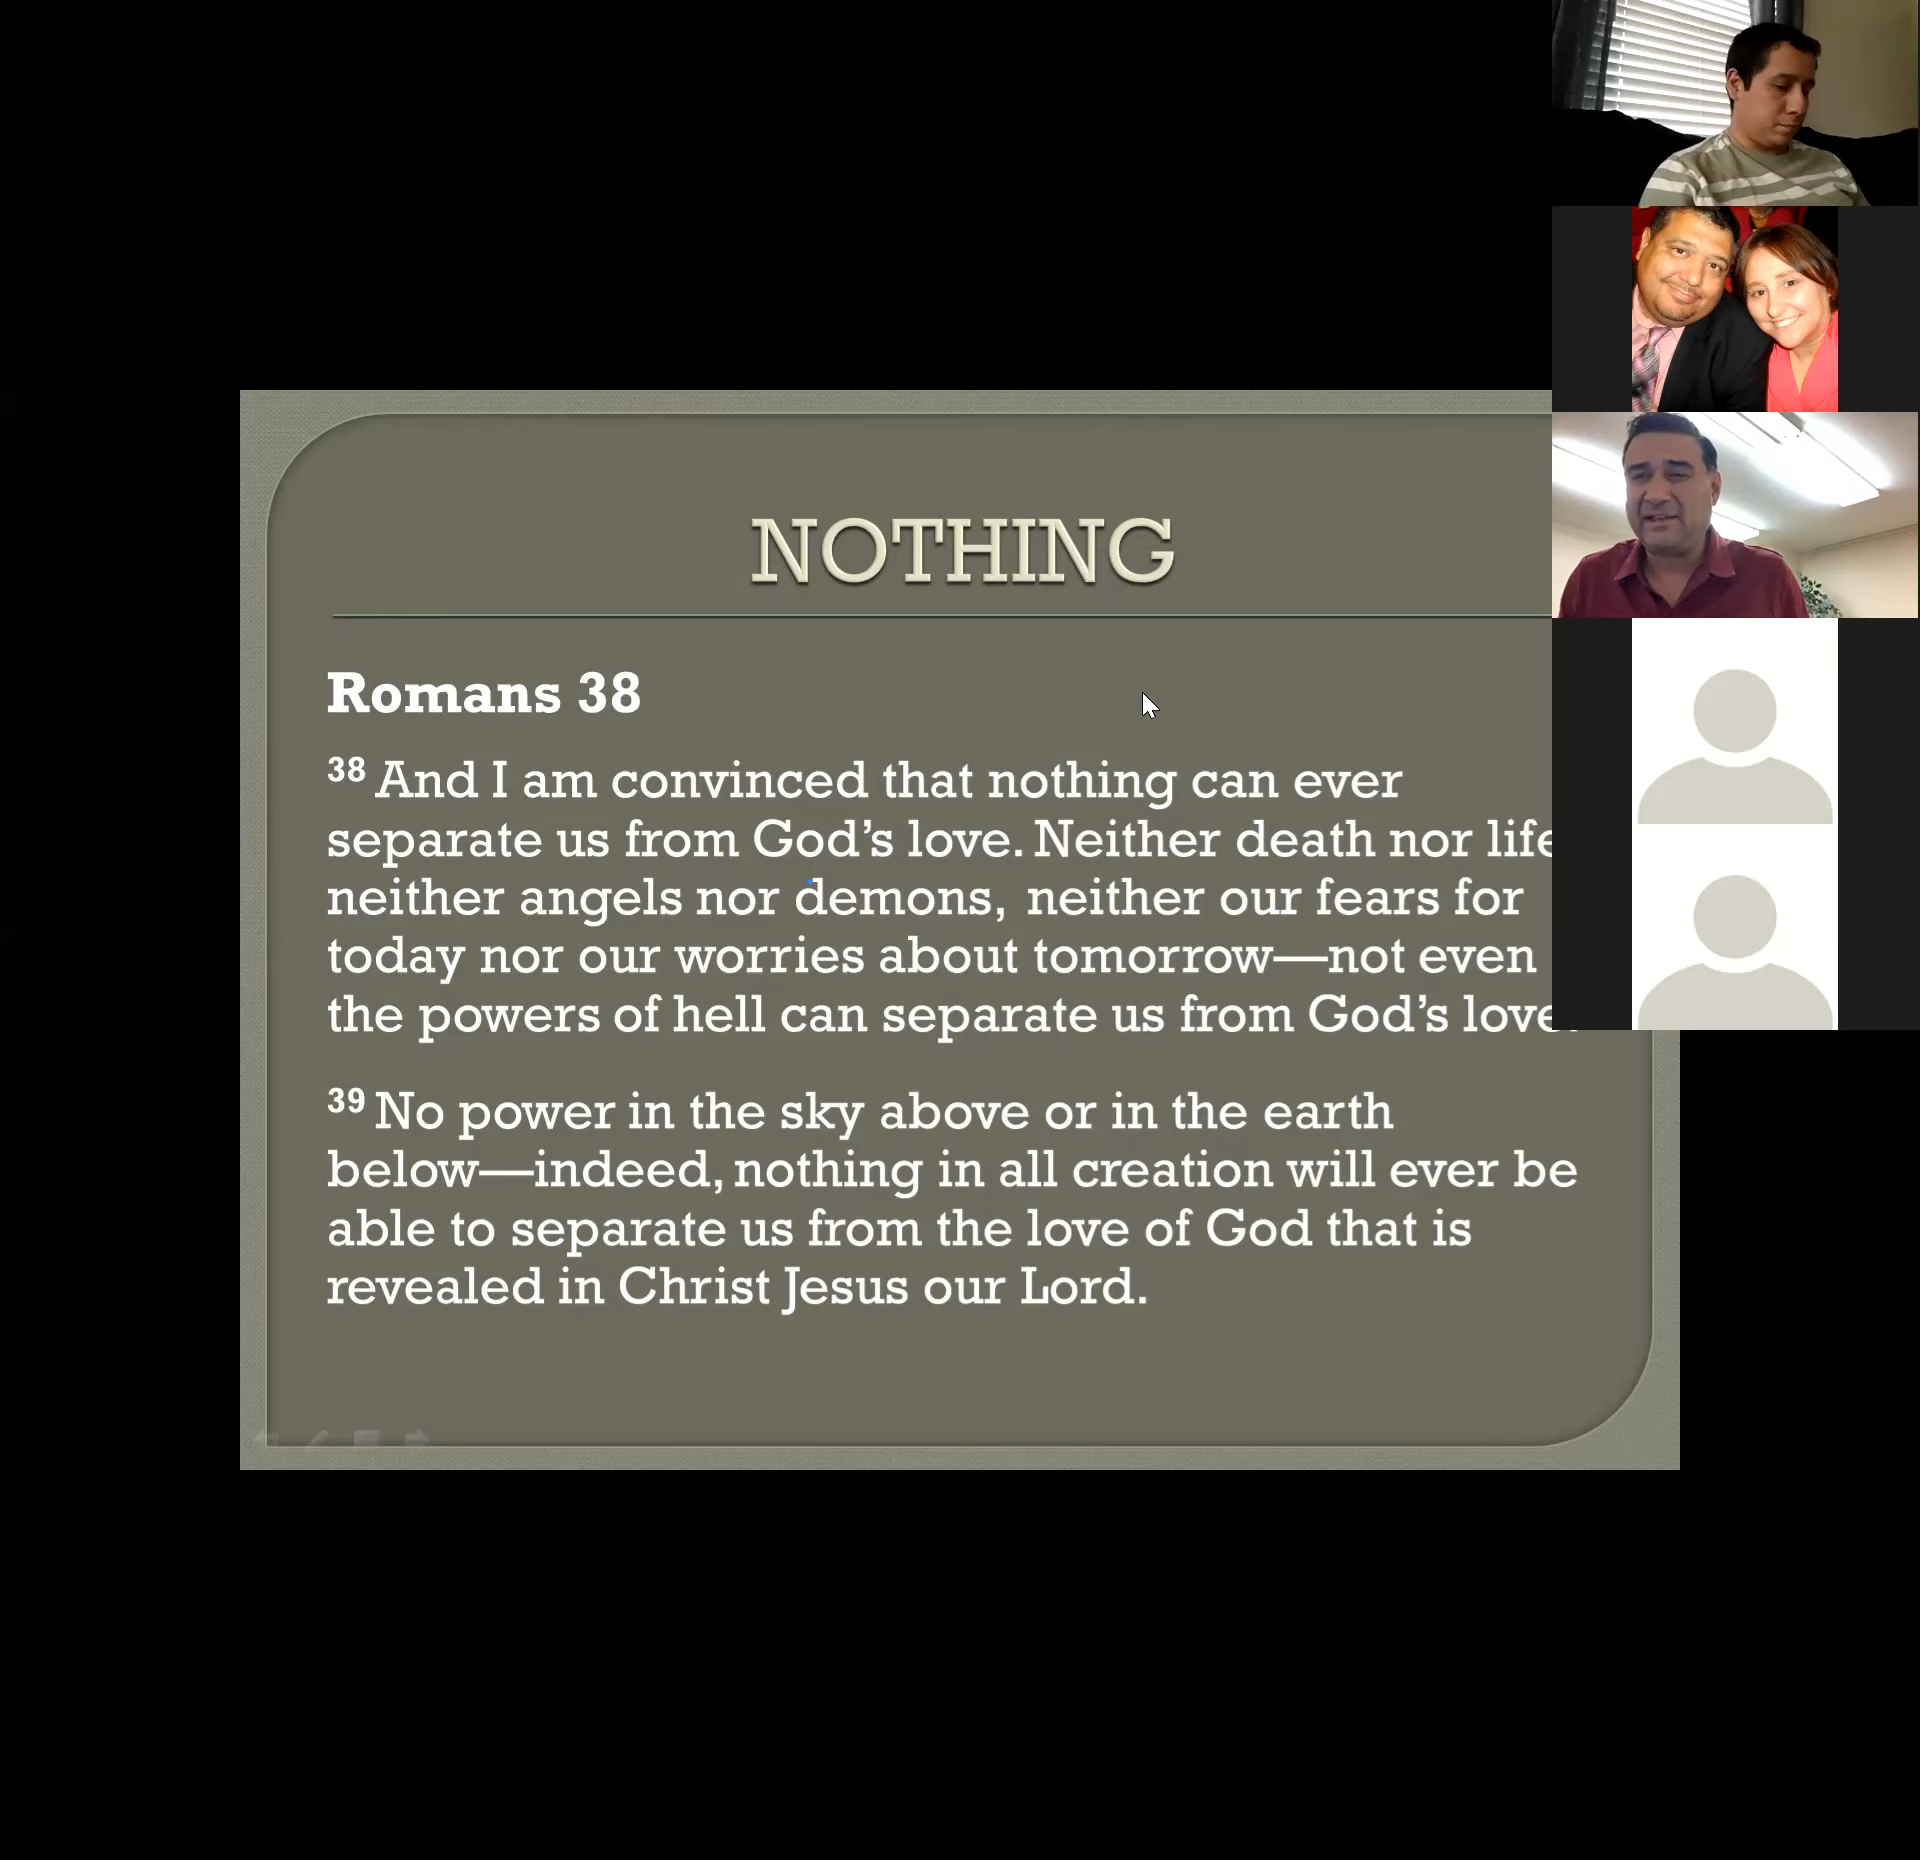 NOTHING
Romans 38
38 And I am convinced that nothing can ever
separate us from God’s love. Neither death nor life
neither angels nor demons, neither our fears for
today nor our worries about tomorrow—not even
the powers of hell can separate us from God’s love.
39 No power in the sky above or in the earth
below—indeed, nothing in all creation will ever be
able to separate us from the love of God that is
revealed in Christ Jesus our Lord.